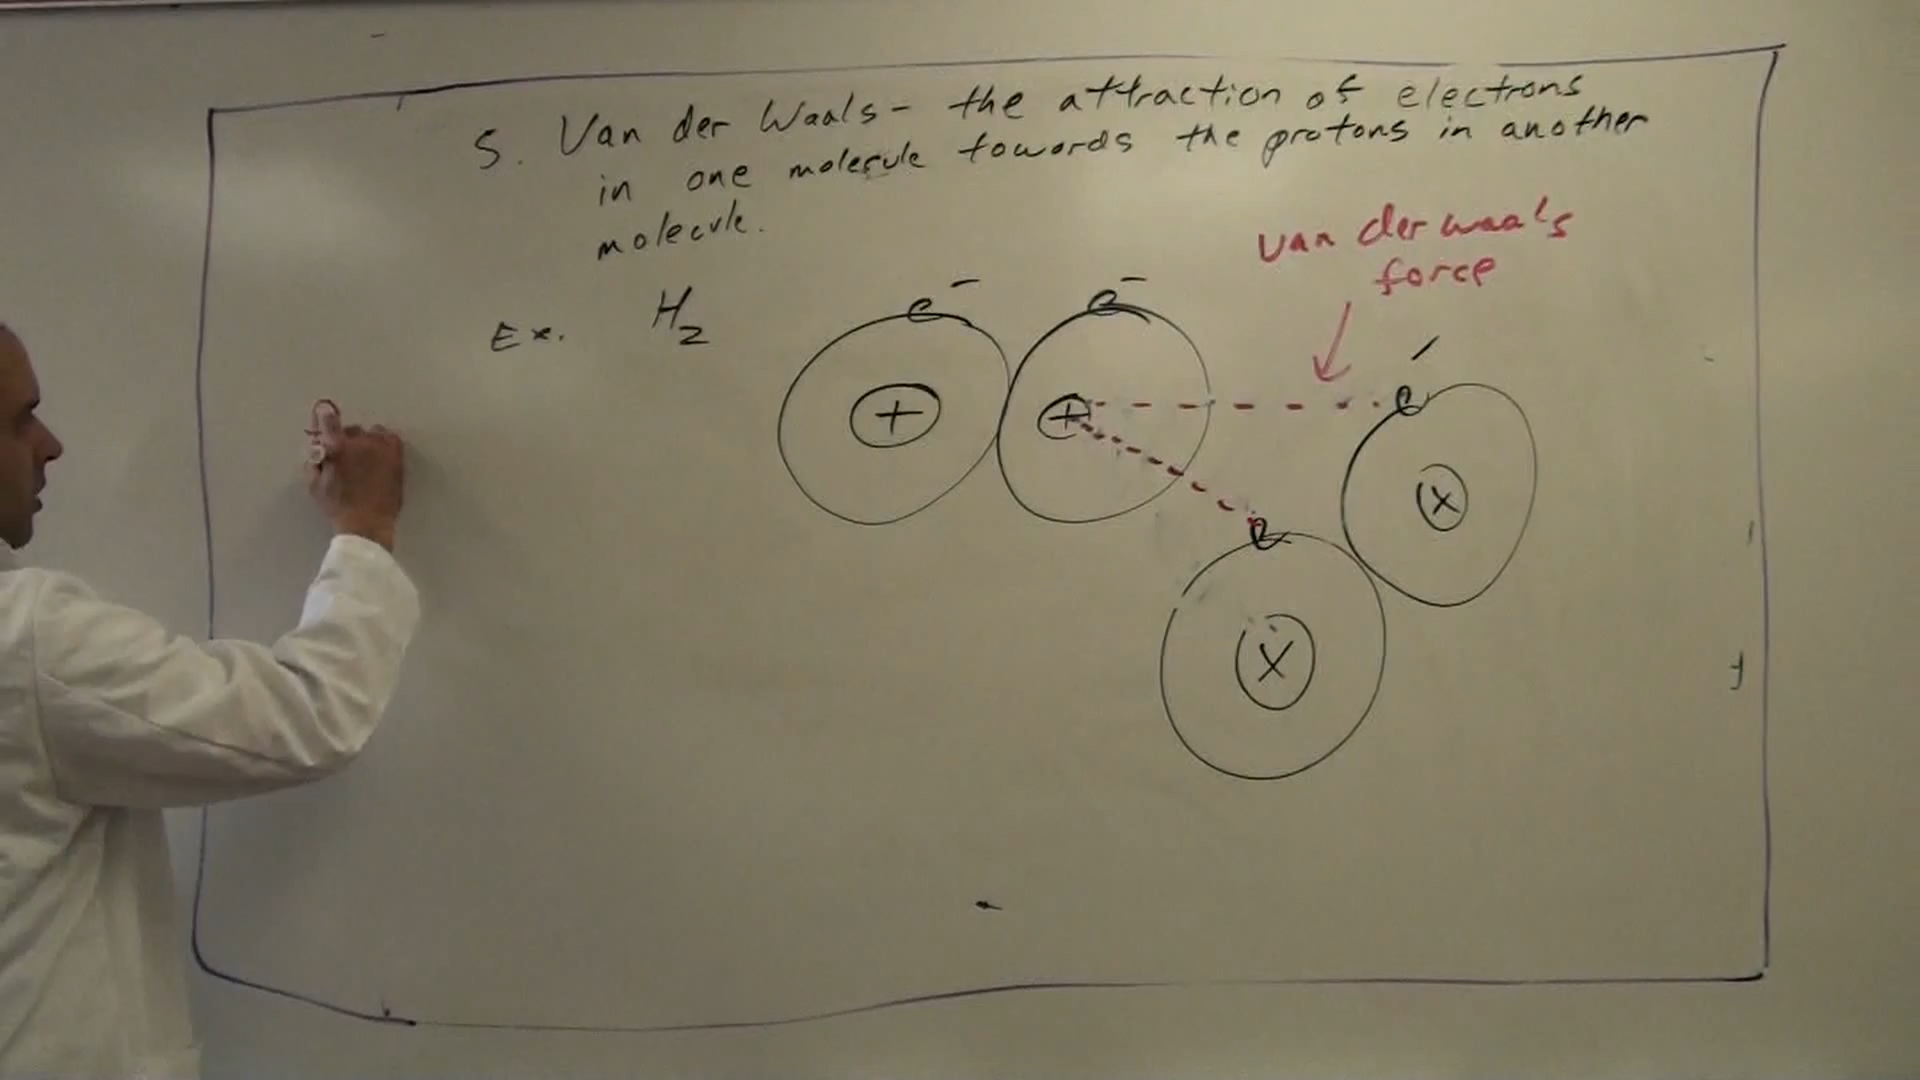 5. Van der Waals - the attraction of electrons
in one molecule towards the protons in another
molecule.
van der waals
force
Ex. H2
e- e-
e-
+ +
x
e
x